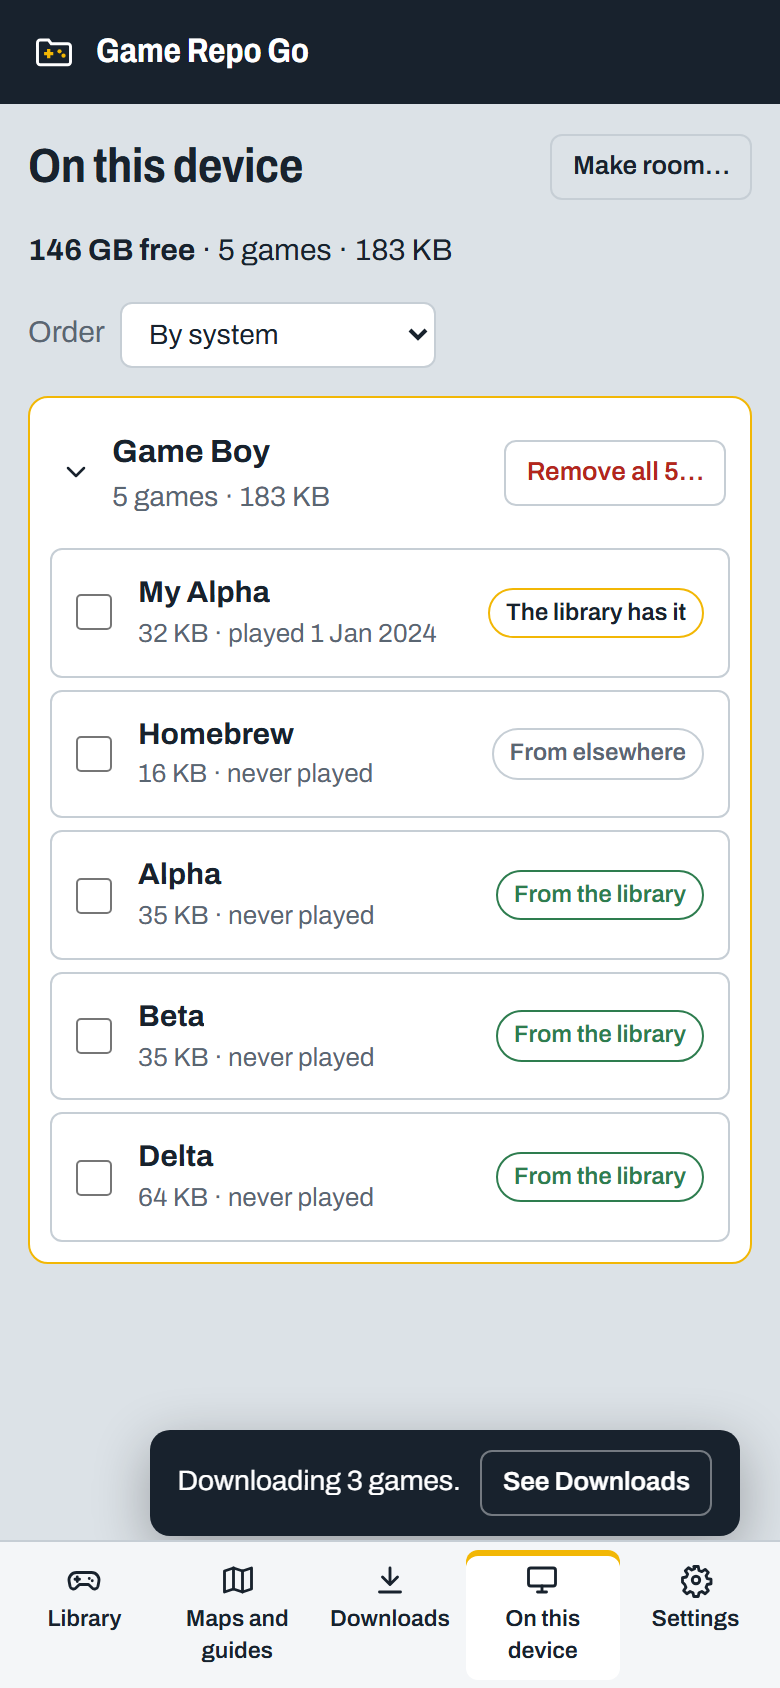 Game Repo Go
On this device
Make room...
146 GB free · 5 games · 183 KB
Order
By system
Game Boy
5 games · 183 KB
Remove all 5...
My Alpha
32 KB · played 1 Jan 2024
The library has it
Homebrew
16 KB · never played
From elsewhere
Alpha
35 KB · never played
From the library
Beta
35 KB · never played
From the library
Delta
64 KB · never played
From the library
Downloading 3 games.
See Downloads
Library
Maps and
guides
Downloads
On this
device
Settings